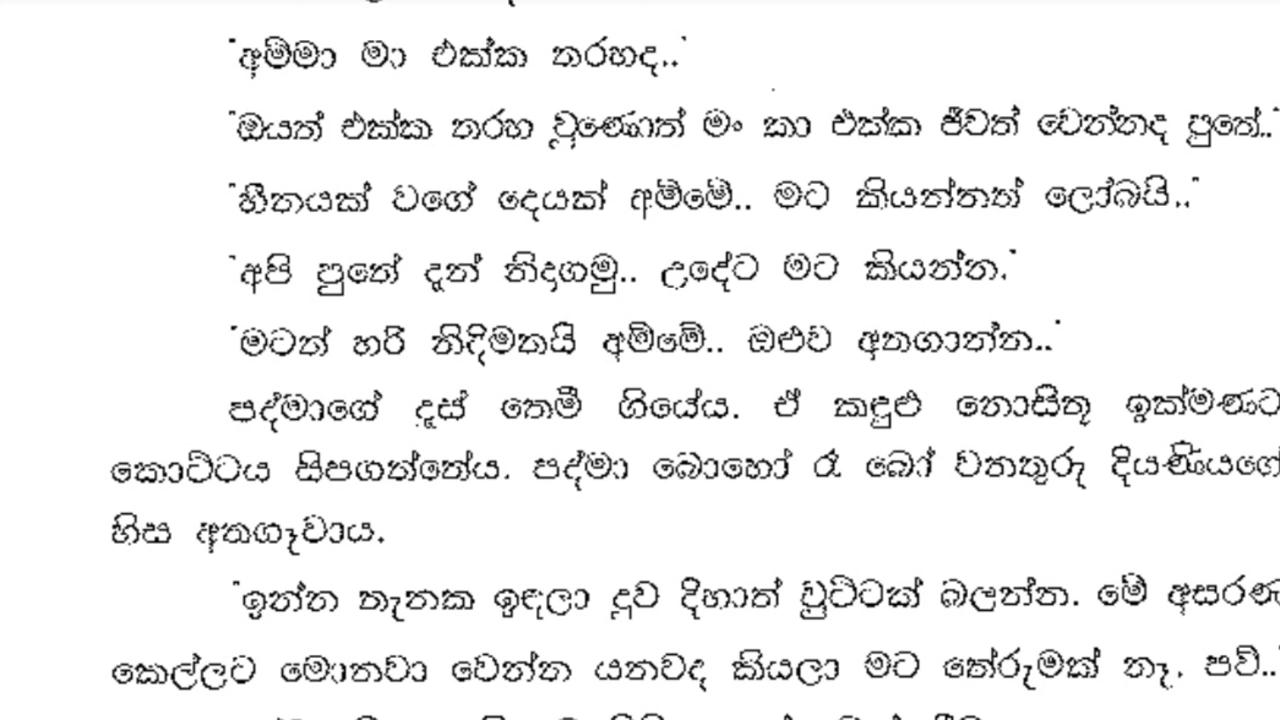 "අම්මා මා එක්ක තරහද.."
"ඔයත් එක්ක තරහ වුණොත් මං කා එක්ක ජීවත් වෙන්නද පුතේ.."
"හීනයක් වගේ දෙයක් අම්මේ.. මට කියන්නත් ලෝබයි.."
"අපි පුතේ දැන් නිදාගමු.. උදේට මට කියන්න."
"මටත් හරි නිදිමතයි අම්මේ.. ඔළුව අතගාන්න.."
පද්මාගේ දෑස් තෙමී ගියේය. ඒ කඳුළු නොසිතූ ඉක්මණට
කොට්ටය සිපගත්තේය. පද්මා බොහෝ රෑ බෝ වනතුරු දියණියගේ
හිස අතගෑවාය.
"ඉන්න තැනක ඉඳලා දුව දිහාත් වුට්ටක් බලන්න. මේ අසරණ
කෙල්ලට මොනවා වෙන්න යනවද කියලා මට තේරුමක් නෑ. පව්.."